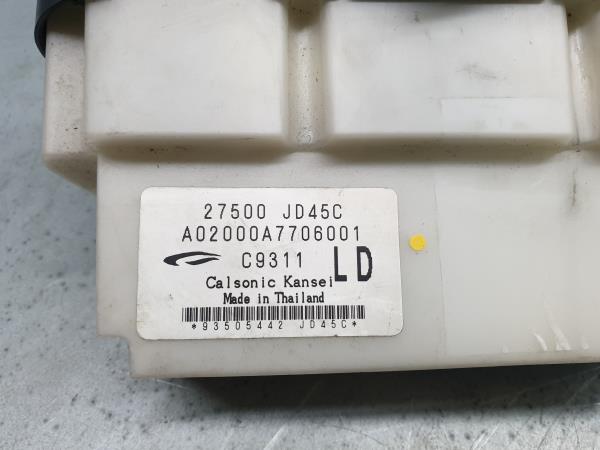 27500 JD45C
A02000A7706001
C9311 LD
Calsonic Kansei
Made in Thailand
*93505442 JD45C*